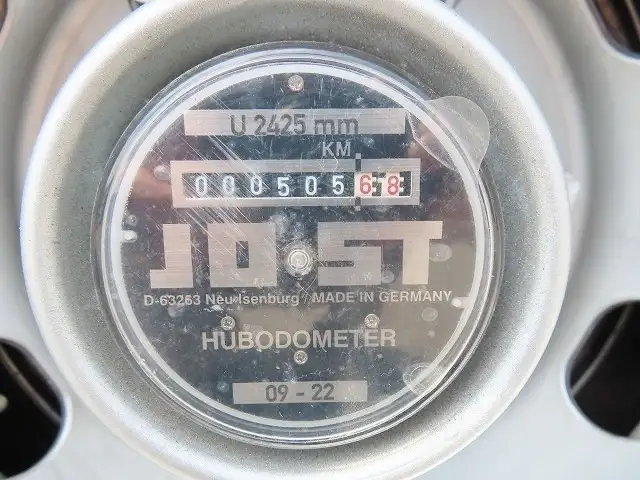 U 2425 mm
KM
00050568
JOST
D-63263 Neu-Isenburg / MADE IN GERMANY
HUBODOMETER
09 - 22